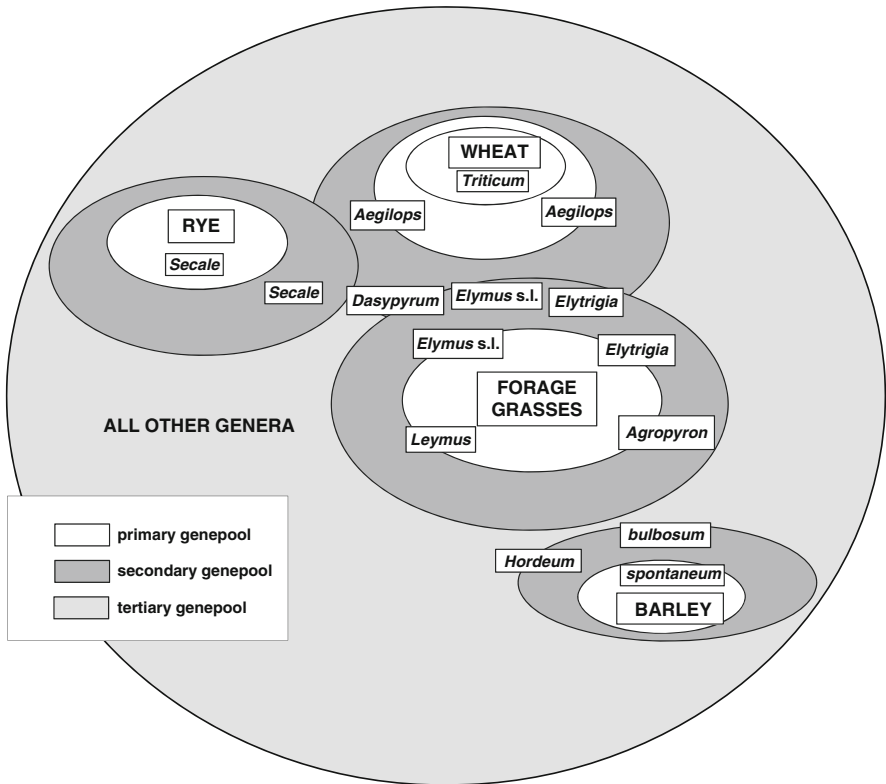 WHEAT
Triticum
Aegilops
Aegilops
RYE
Secale
Secale
Dasypyrum
Elymus s.l.
Elytrigia
Elymus s.l.
Elytrigia
FORAGE
GRASSES
Leymus
Agropyron
ALL OTHER GENERA
primary genepool
secondary genepool
tertiary genepool
Hordeum
bulbosum
spontaneum
BARLEY